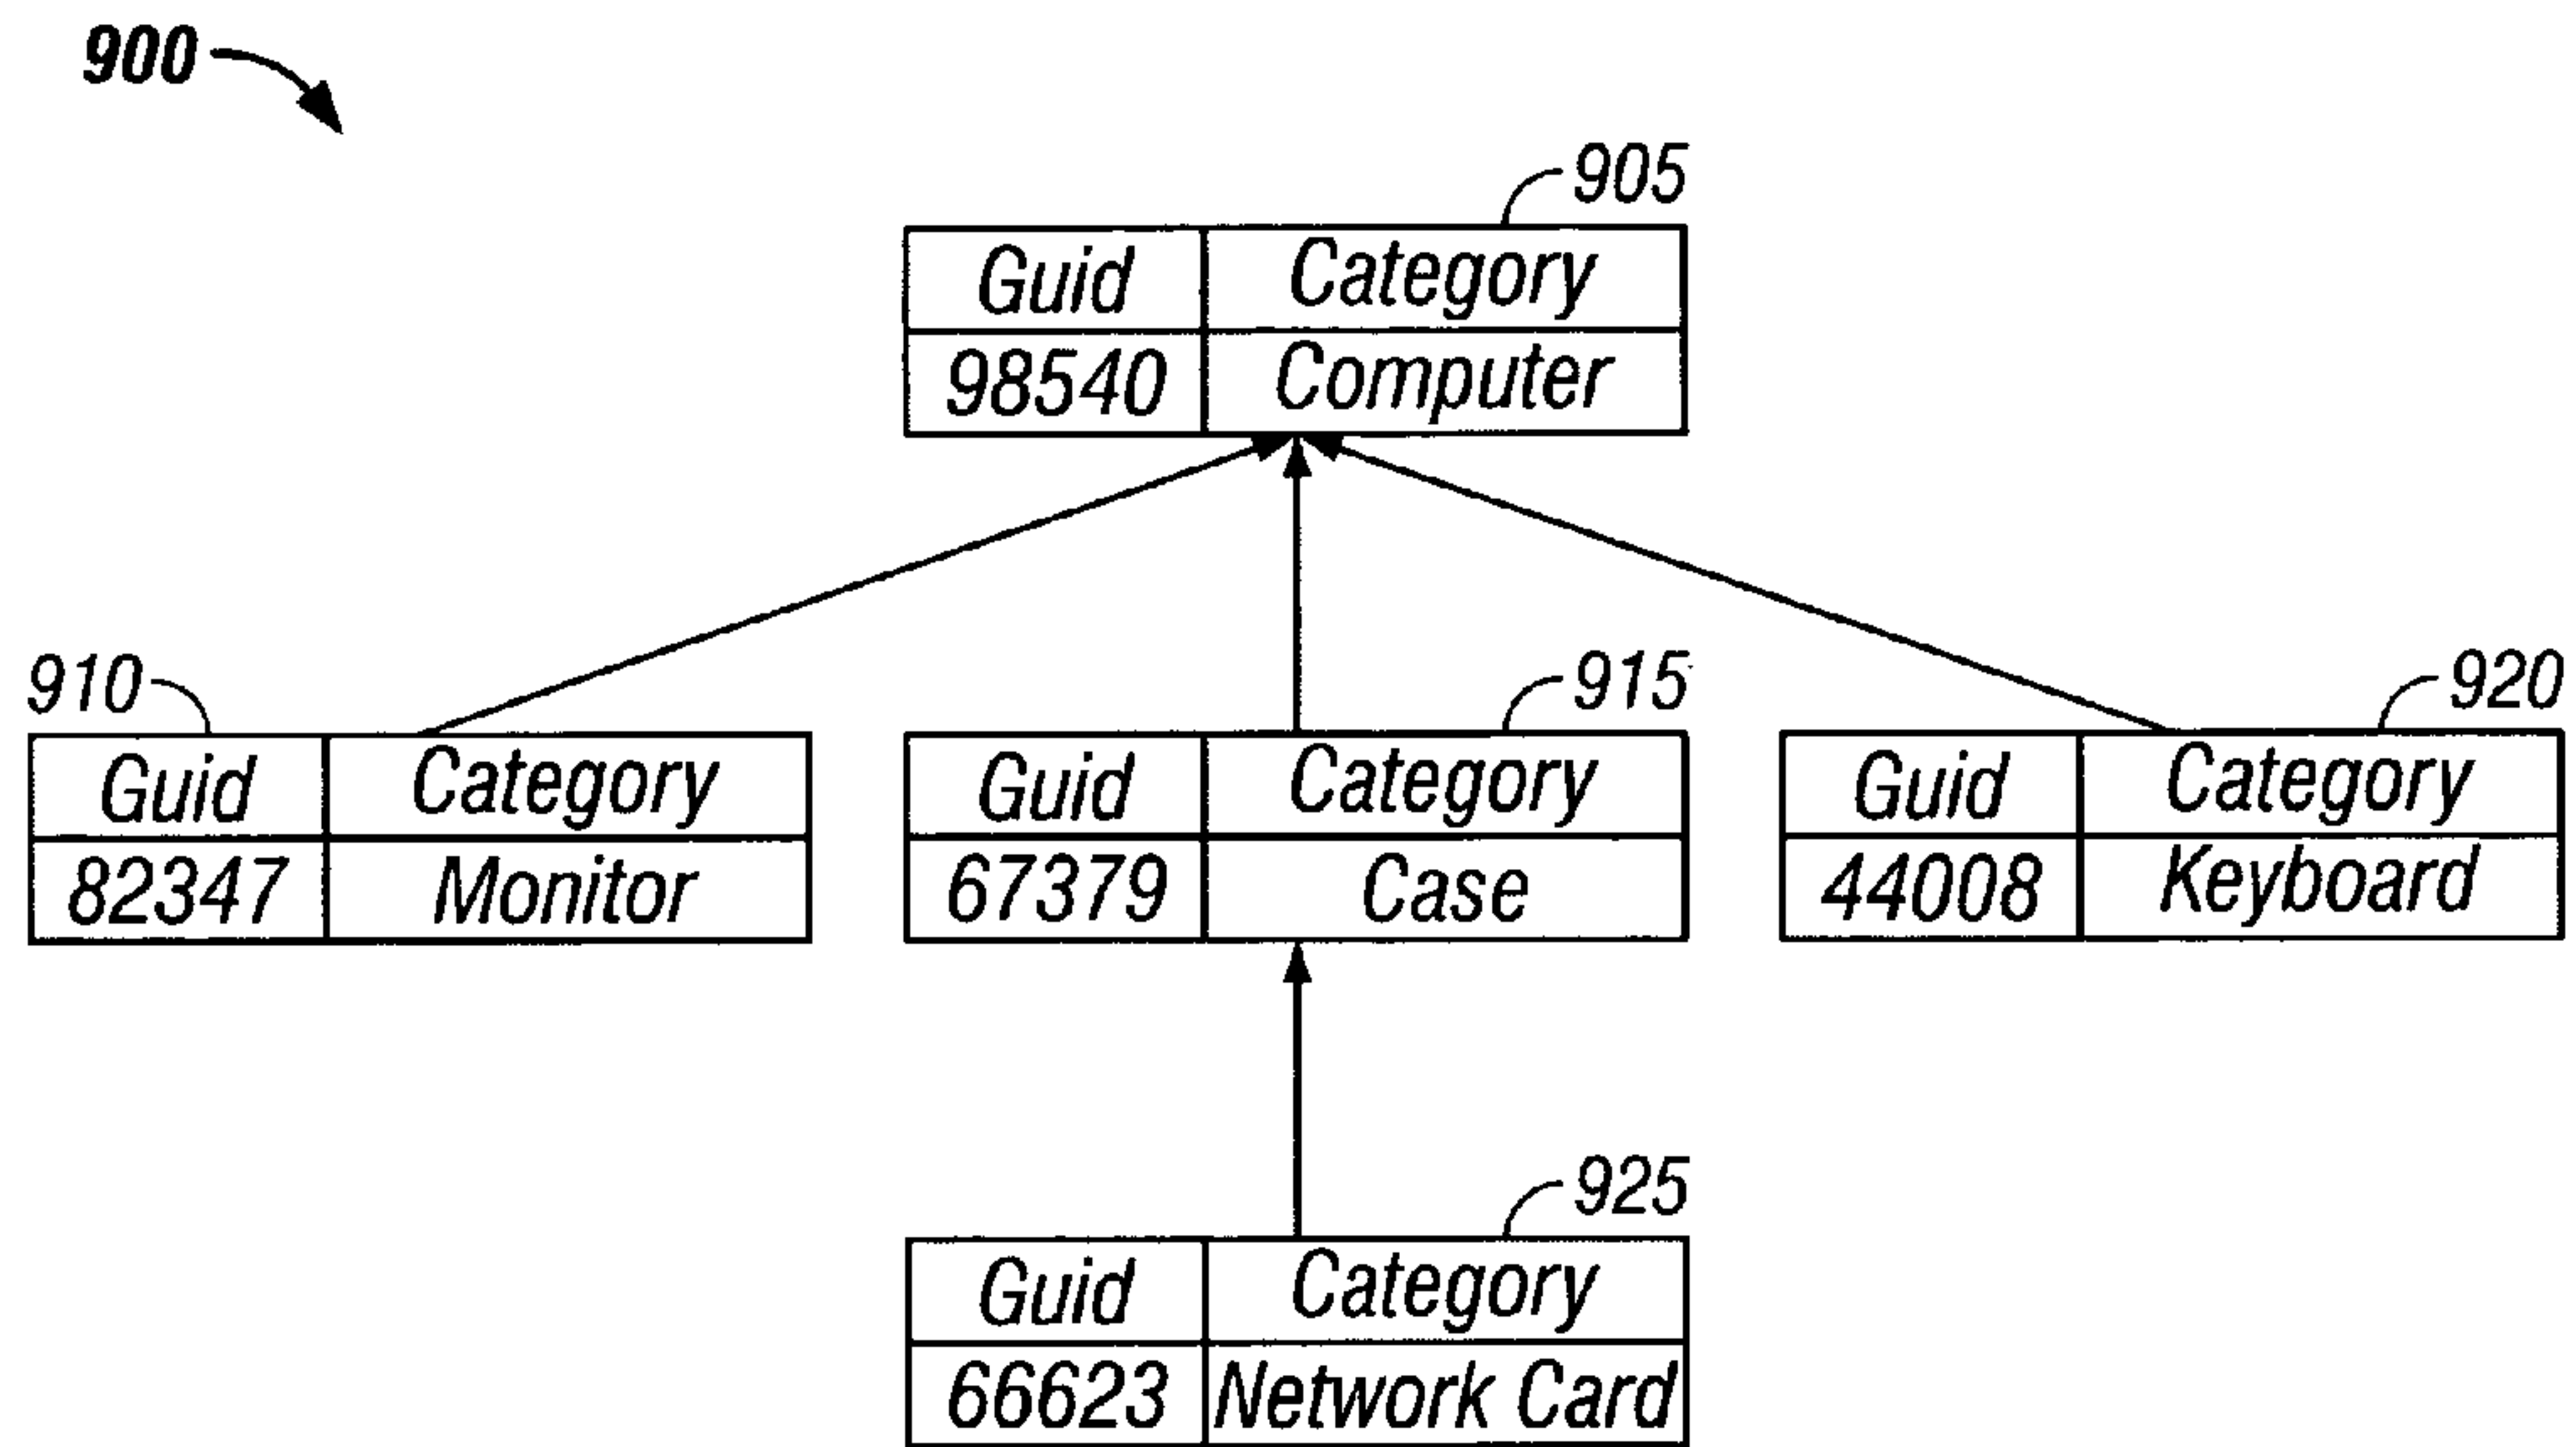 900
905
Guid Category
98540 Computer
910 915 920
Guid Category Guid Category Guid Category
82347 Monitor 67379 Case 44008 Keyboard
925
Guid Category
66623 Network Card